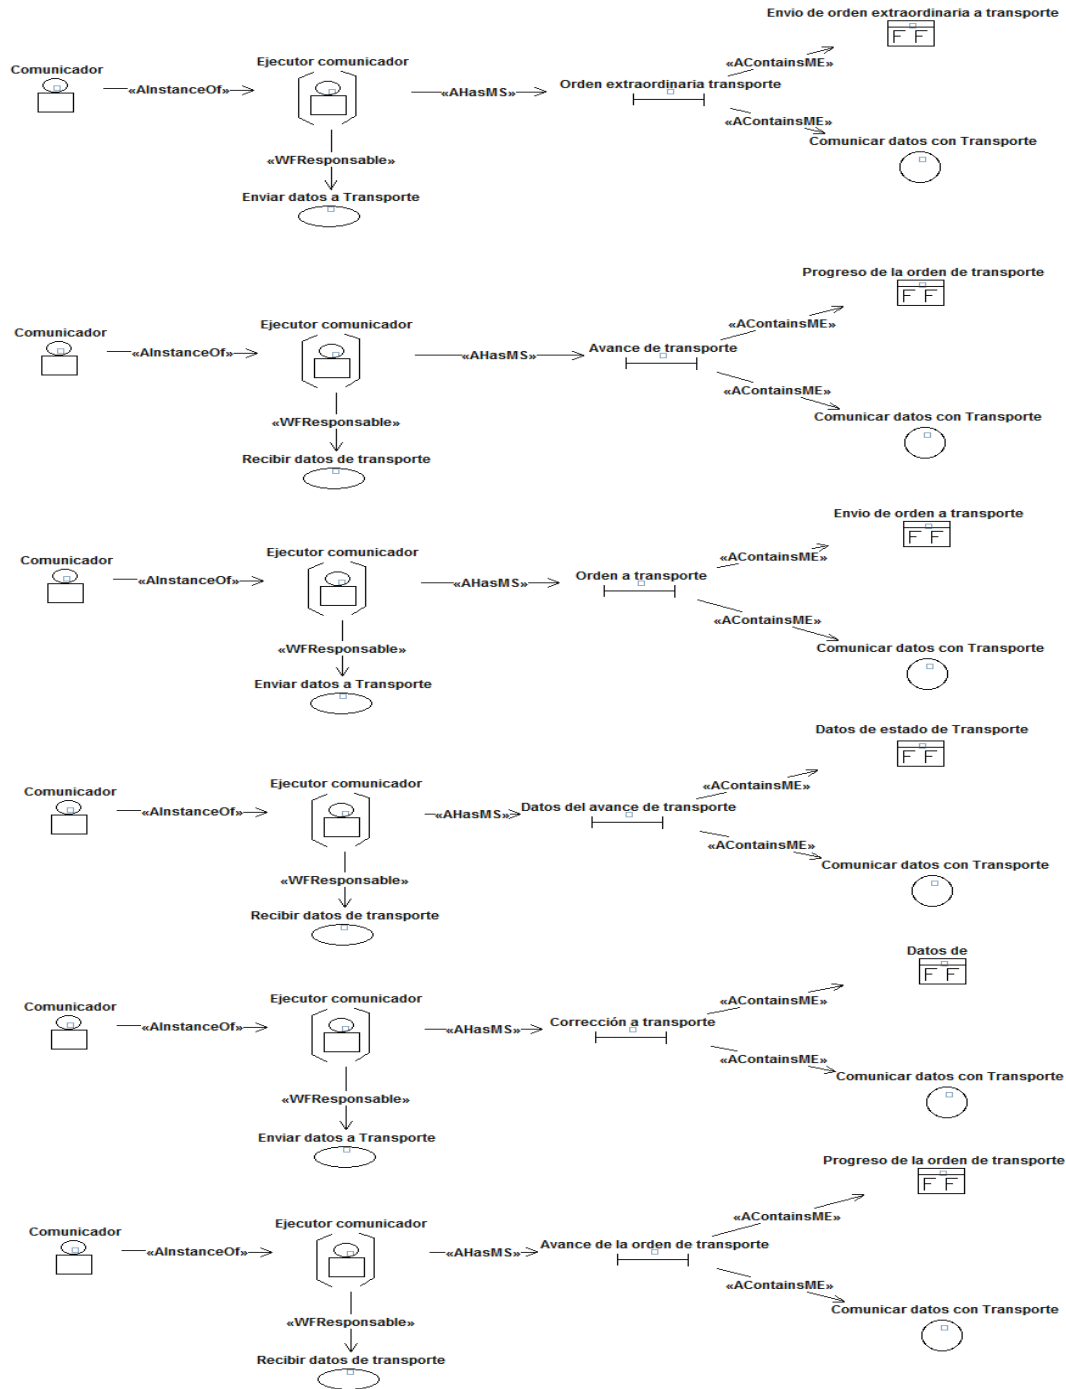 Envio de orden extraordinaria a transporte
F F
Comunicador
Ejecutor comunicador
«AContainsME»
«AInstanceOf»
«AHasMS»
Orden extraordinaria transporte
«AContainsME»
Comunicar datos con Transporte
«WFResponsable»
Enviar datos a Transporte
Progreso de la orden de transporte
F F
Comunicador
Ejecutor comunicador
«AContainsME»
«AInstanceOf»
«AHasMS»
Avance de transporte
«AContainsME»
Comunicar datos con Transporte
«WFResponsable»
Recibir datos de transporte
Envio de orden a transporte
F F
Comunicador
Ejecutor comunicador
«AContainsME»
«AInstanceOf»
«AHasMS»
Orden a transporte
«AContainsME»
Comunicar datos con Transporte
«WFResponsable»
Enviar datos a Transporte
Datos de estado de Transporte
F F
Comunicador
Ejecutor comunicador
«AContainsME»
«AInstanceOf»
«AHasMS»
Datos del avance de transporte
«AContainsME»
Comunicar datos con Transporte
«WFResponsable»
Recibir datos de transporte
Datos de
F F
Comunicador
Ejecutor comunicador
«AContainsME»
«AInstanceOf»
«AHasMS»
Corrección a transporte
«AContainsME»
Comunicar datos con Transporte
«WFResponsable»
Enviar datos a Transporte
Progreso de la orden de transporte
F F
Comunicador
Ejecutor comunicador
«AContainsME»
«AInstanceOf»
«AHasMS»
Avance de la orden de transporte
«AContainsME»
Comunicar datos con Transporte
«WFResponsable»
Recibir datos de transporte